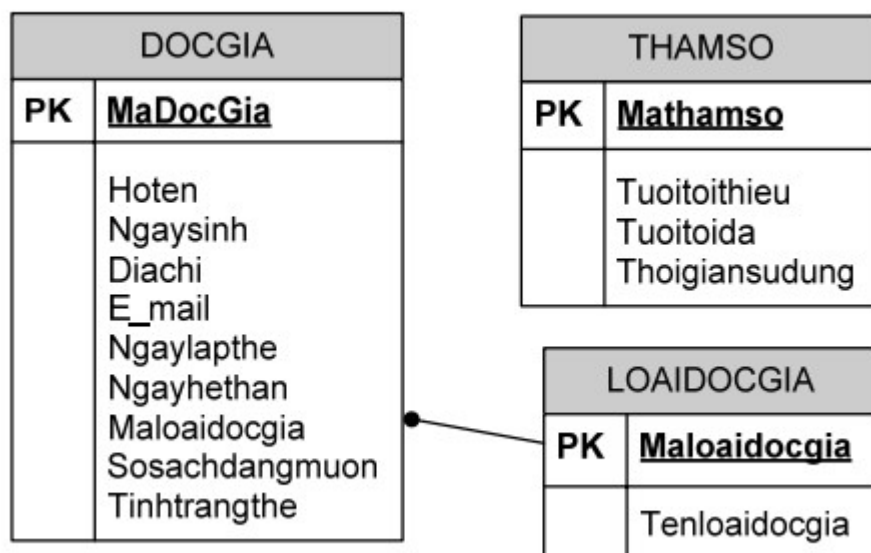 DOCGIA
PK MaDocGia
Hoten
Ngaysinh
Diachi
E_mail
Ngaylapthe
Ngayhethan
Maloaidocgia
Sosachdangmuon
Tinhtrangthe
THAMSO
PK Mathamso
Tuoitoithieu
Tuoitoida
Thoigiansudung
LOAIDOCGIA
PK Maloaidocgia
Tenloaidocgia